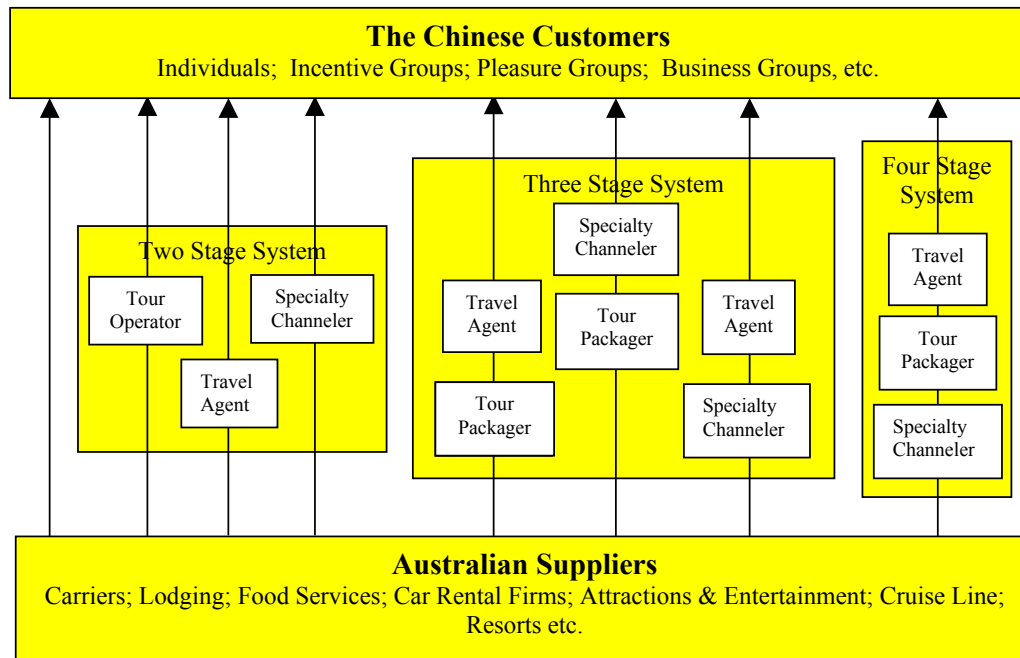 The Chinese Customers
Individuals; Incentive Groups; Pleasure Groups; Business Groups, etc.
Two Stage System
Tour
Operator
Travel
Agent
Specialty
Channeler
Three Stage System
Travel
Agent
Tour
Packager
Specialty
Channeler
Tour
Packager
Travel
Agent
Specialty
Channeler
Four Stage
System
Travel
Agent
Tour
Packager
Specialty
Channeler
Australian Suppliers
Carriers; Lodging; Food Services; Car Rental Firms; Attractions & Entertainment; Cruise Line;
Resorts etc.